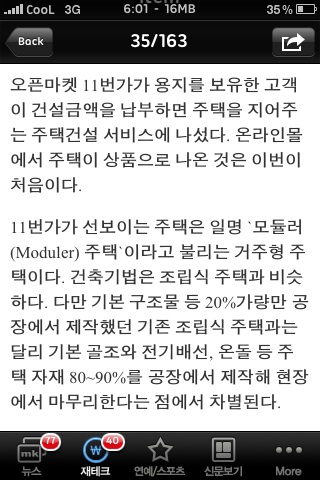 CooL 3G 6:01 - 16MB 35%
Back 35/163
오픈마켓 11번가가 용지를 보유한 고객
이 건설금액을 납부하면 주택을 지어주
는 주택건설 서비스에 나섰다. 온라인몰
에서 주택이 상품으로 나온 것은 이번이
처음이다.
11번가가 선보이는 주택은 일명 `모듈러
(Moduler) 주택`이라고 불리는 거주형 주
택이다. 건축기법은 조립식 주택과 비슷
하다. 다만 기본 구조물 등 20%가량만 공
장에서 제작했던 기존 조립식 주택과는
달리 기본 골조와 전기배선, 온돌 등 주
택 자재 80~90%를 공장에서 제작해 현장
에서 마무리한다는 점에서 차별된다.
77 40
mk ₩
뉴스 재테크 연예/스포츠 신문보기 More